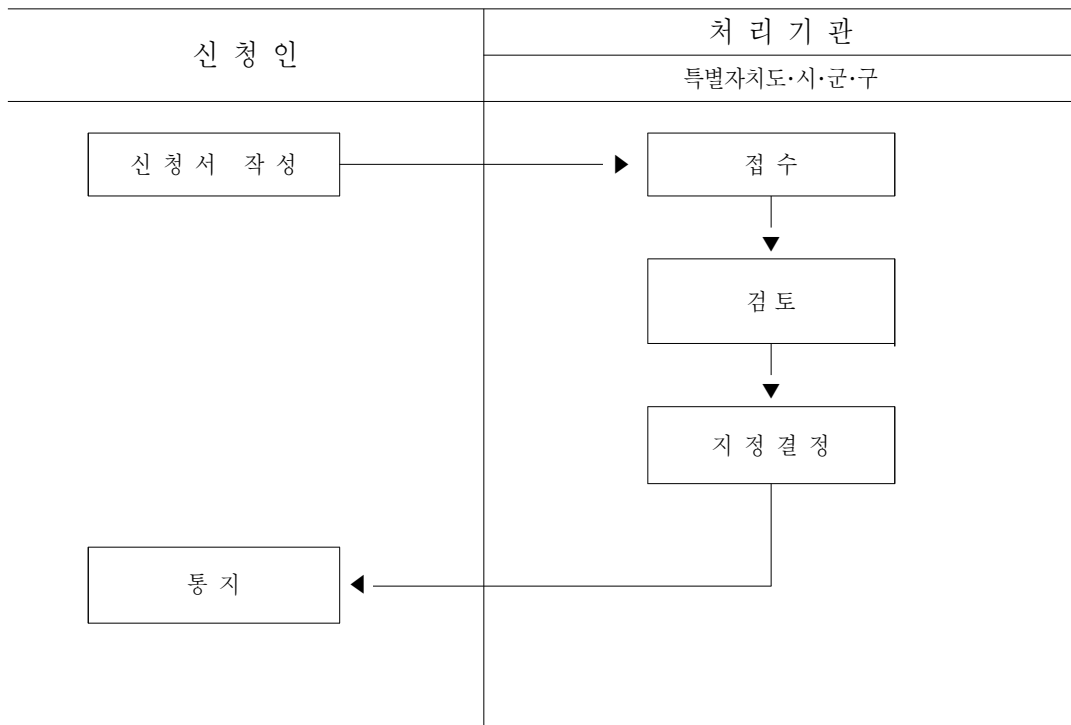 신 청 인
처 리 기 관
특별자치도·시·군·구
신 청 서 작 성
접 수
검 토
지 정 결 정
통 지